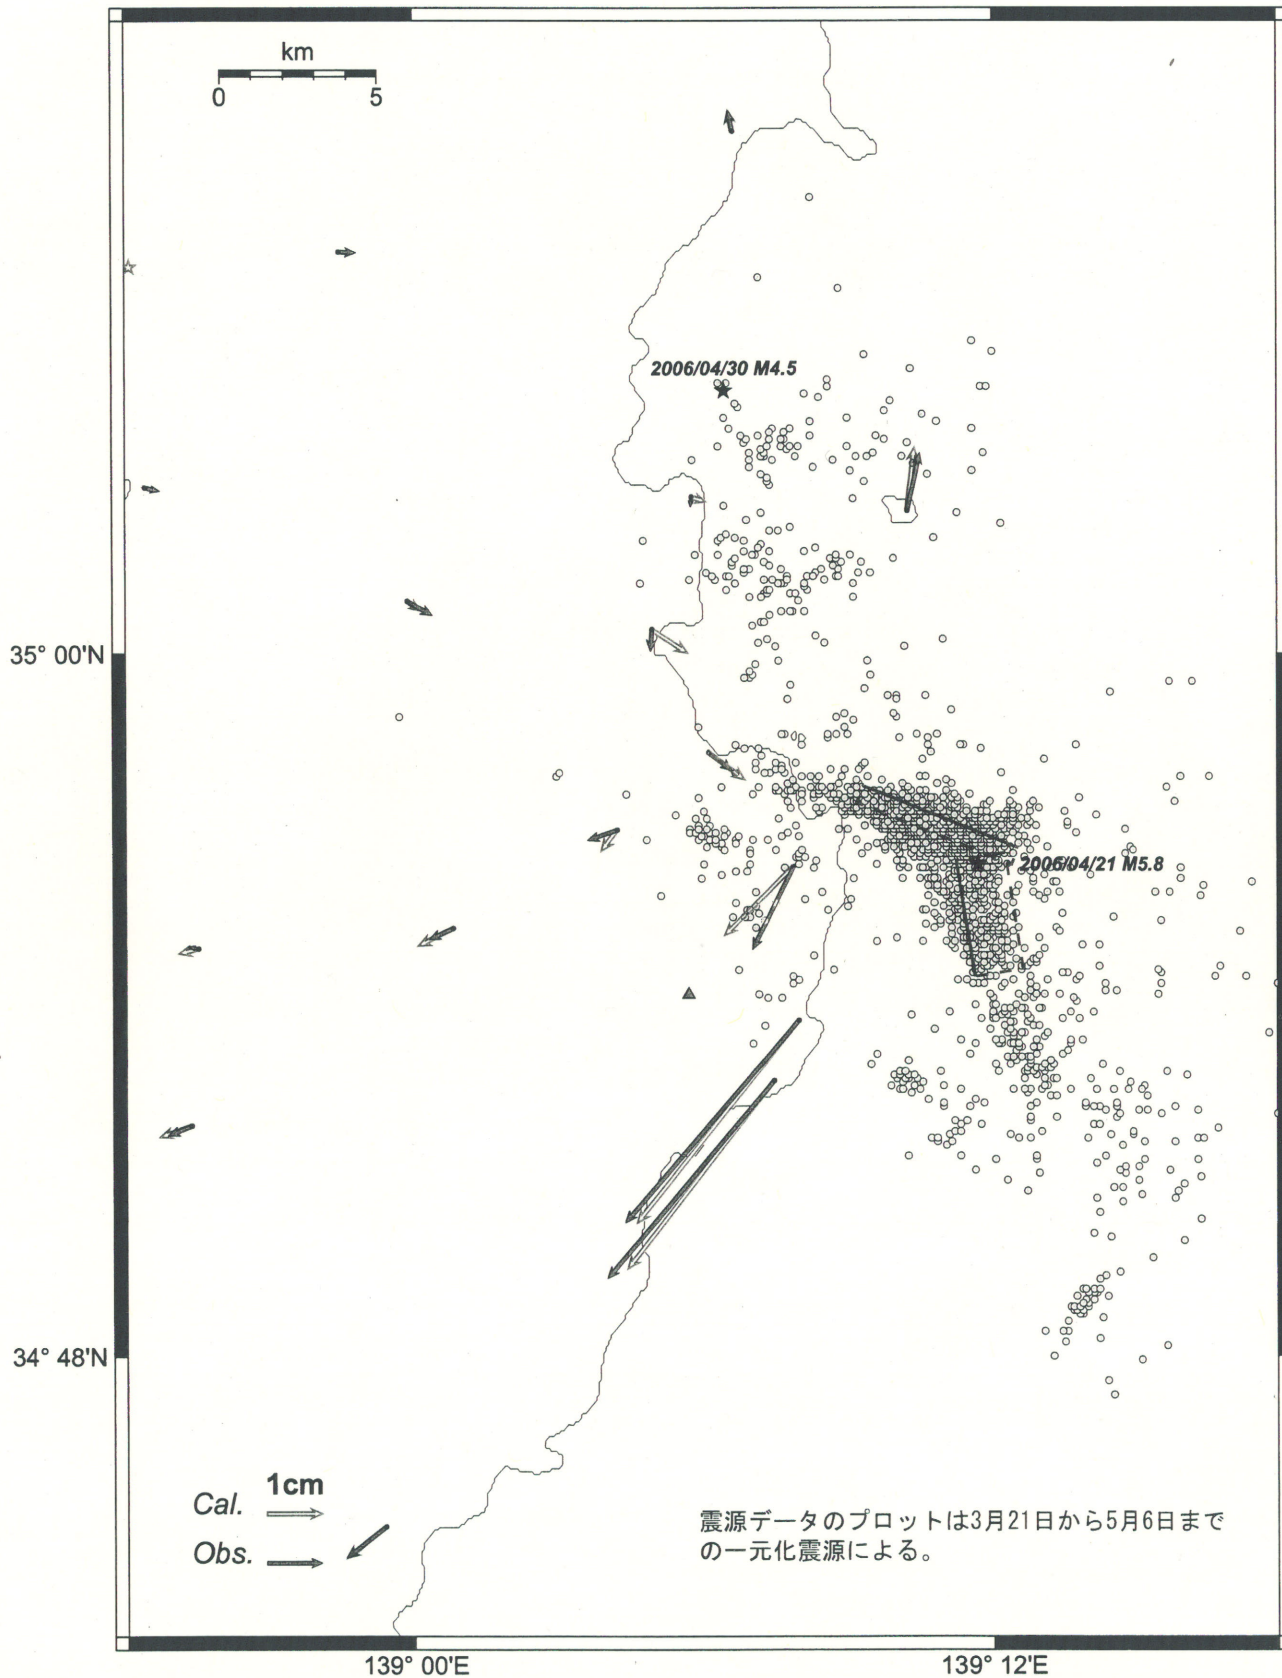 km
0 5
2006/04/30 M4.5
35° 00'N
2006/04/21 M5.8
34° 48'N
1cm
Cal.
Obs.
震源データのプロットは3月21日から5月6日まで
の一元化震源による。
139° 00'E 139° 12'E